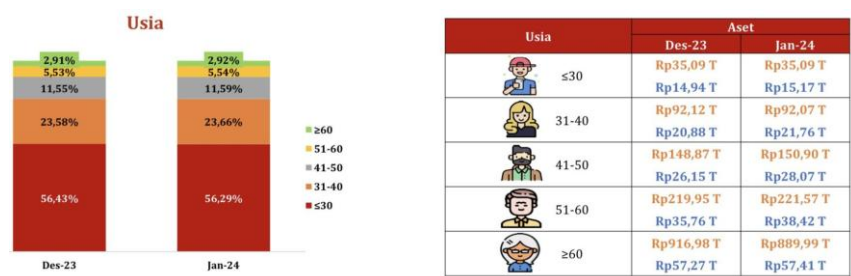 Usia
2,91%
2,92%
5,53%
5,54%
11,55%
11,59%
23,58%
23,66%
56,43%
56,29%
Des-23
Jan-24
≥60
51-60
41-50
31-40
≤30
Usia
Aset
Des-23
Jan-24
≤30
Rp35,09 T
Rp35,09 T
Rp14,94 T
Rp15,17 T
31-40
Rp92,12 T
Rp92,07 T
Rp20,88 T
Rp21,76 T
41-50
Rp148,87 T
Rp150,90 T
Rp26,15 T
Rp28,07 T
51-60
Rp219,95 T
Rp221,57 T
Rp35,76 T
Rp38,42 T
≥60
Rp916,98 T
Rp889,99 T
Rp57,27 T
Rp57,41 T